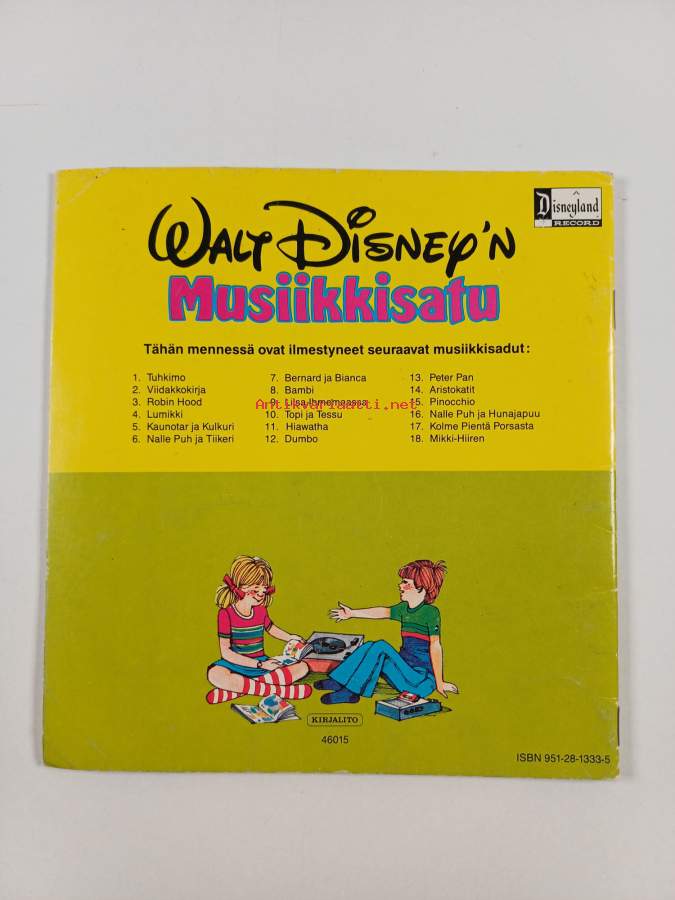 Disneyland
RECORD
WALT DISNEY'N
Musiikkisatu
Tähän mennessä ovat ilmestyneet seuraavat musiikkisadut:
1. Tuhkimo
2. Viidakkokirja
3. Robin Hood
4. Lumikki
5. Kaunotar ja Kulkuri
6. Nalle Puh ja Tiikeri
7. Bernard ja Bianca
8. Bambi
9. Liisa Ihmemaassa
10. Topi ja Tessu
11. Hiawatha
12. Dumbo
13. Peter Pan
14. Aristokatit
15. Pinocchio
16. Nalle Puh ja Hunajapuu
17. Kolme Pientä Porsasta
18. Mikki-Hiiren
Antikvariaatti.net
KIRJALITO
46015
ISBN 951-28-1333-5